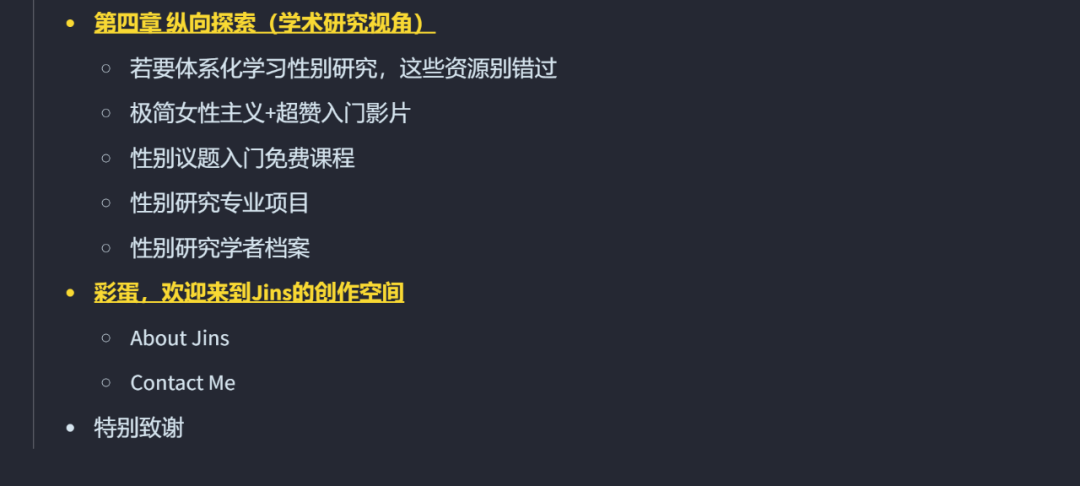 第四章 纵向探索（学术研究视角）
若要体系化学习性别研究，这些资源别错过
极简女性主义+超赞入门影片
性别议题入门免费课程
性别研究专业项目
性别研究学者档案
彩蛋，欢迎来到Jins的创作空间
About Jins
Contact Me
特别致谢